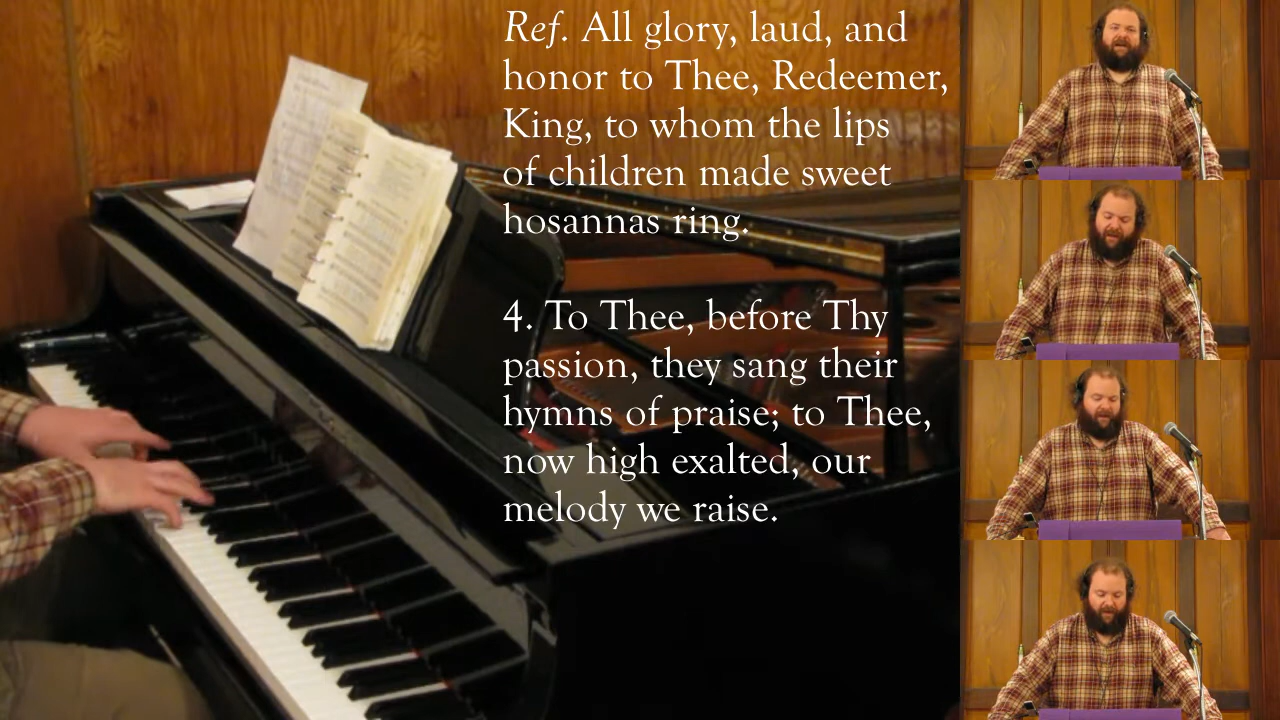 Ref. All glory, laud, and
honor to Thee, Redeemer,
King, to whom the lips
of children made sweet
hosannas ring.
4. To Thee, before Thy
passion, they sang their
hymns of praise; to Thee,
now high exalted, our
melody we raise.